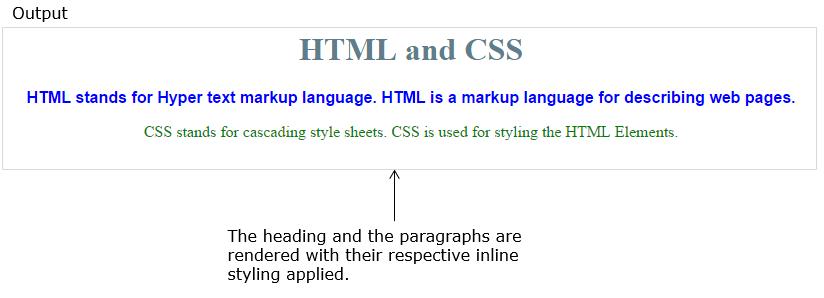 Output
HTML and CSS
HTML stands for Hyper text markup language. HTML is a markup language for describing web pages.
CSS stands for cascading style sheets. CSS is used for styling the HTML Elements.
The heading and the paragraphs are
rendered with their respective inline
styling applied.